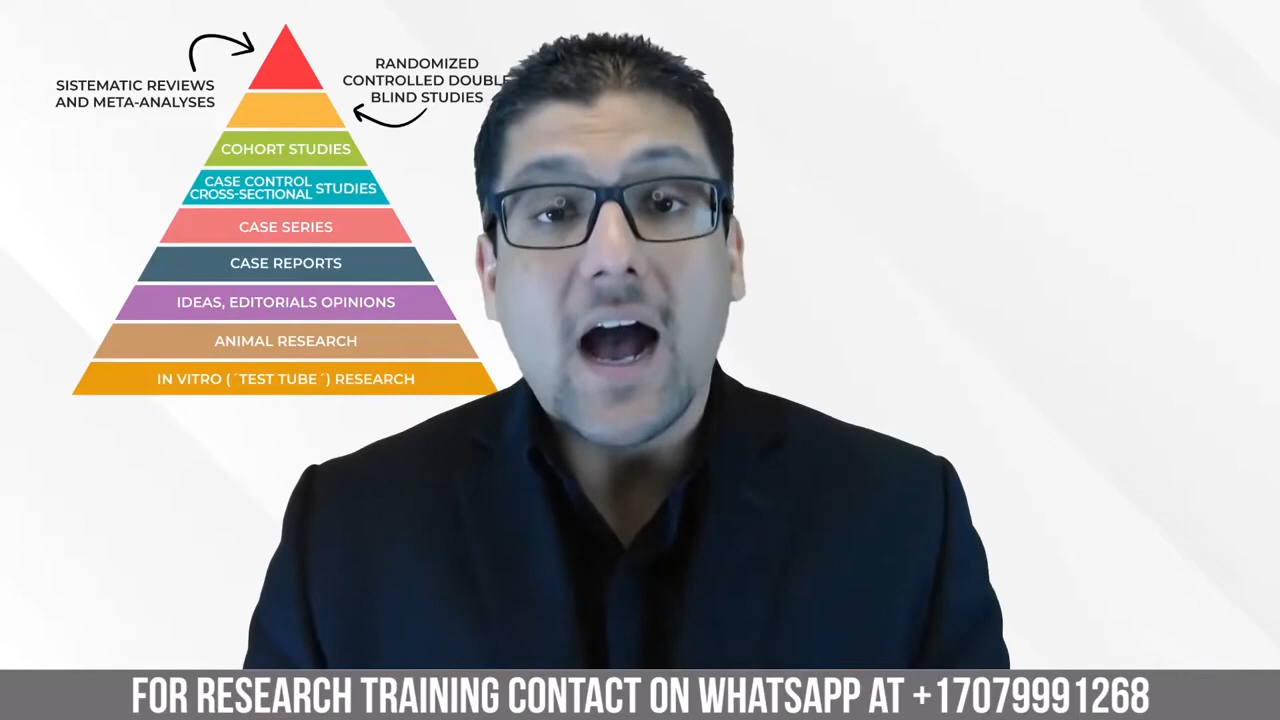 SISTEMATIC REVIEWS
AND META-ANALYSES
RANDOMIZED
CONTROLLED DOUBLE
BLIND STUDIES
COHORT STUDIES
CASE CONTROL
CROSS-SECTIONAL STUDIES
CASE SERIES
CASE REPORTS
IDEAS, EDITORIALS OPINIONS
ANIMAL RESEARCH
IN VITRO (´TEST TUBE´) RESEARCH
FOR RESEARCH TRAINING CONTACT ON WHATSAPP AT +17079991268